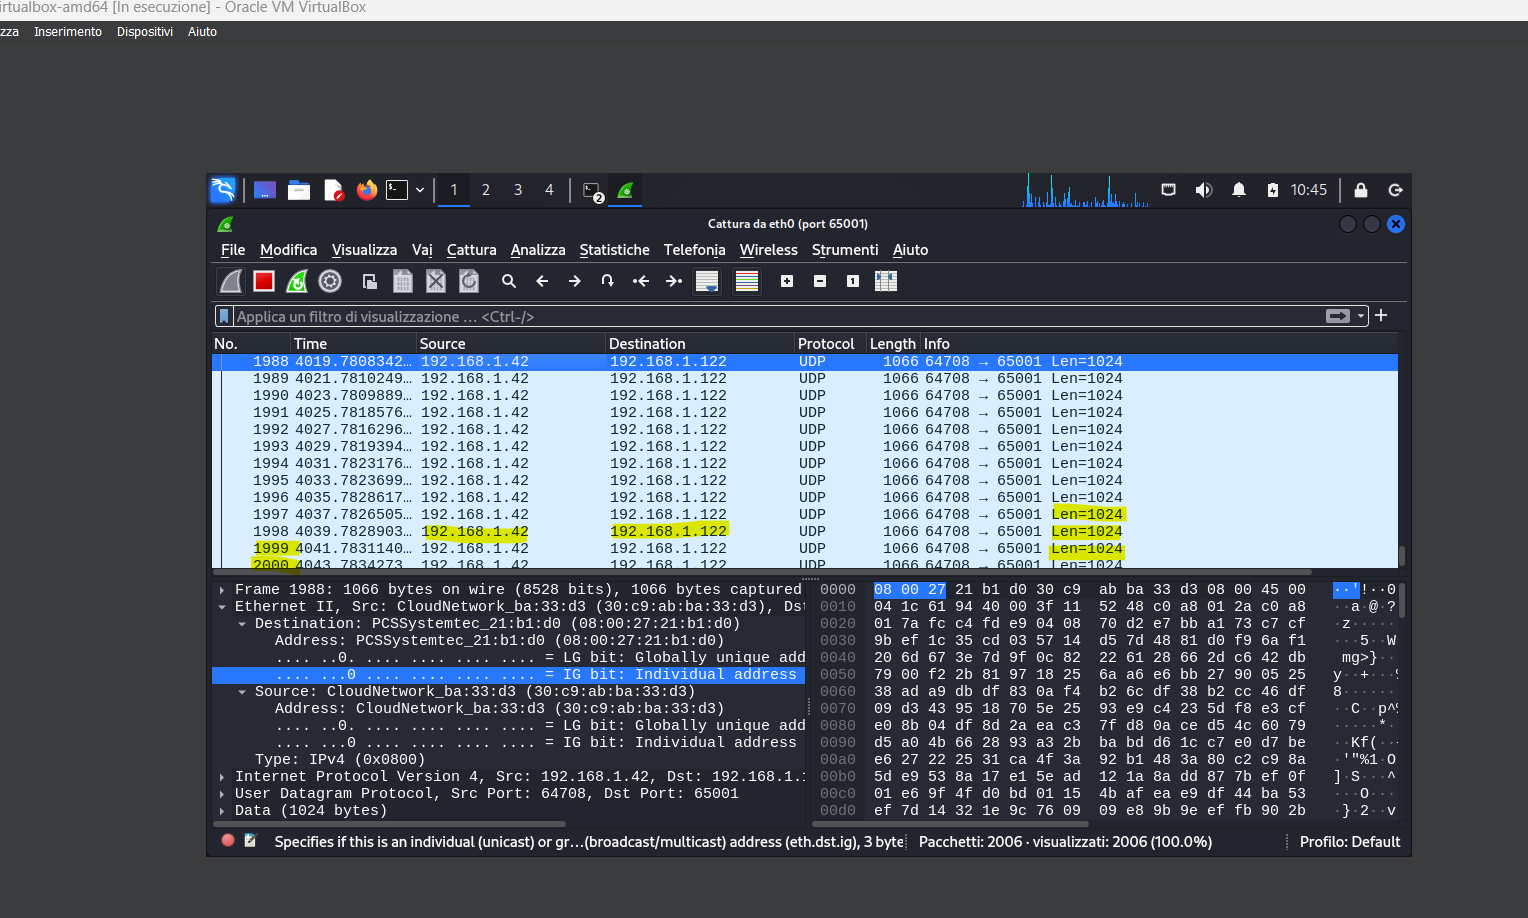 irtualbox-amd64 [In esecuzione] - Oracle VM VirtualBox
zza Inserimento Dispositivi Aiuto
1 2 3 4 2 10:45
Cattura da eth0 (port 65001)
File Modifica Visualizza Vai Cattura Analizza Statistiche Telefonia Wireless Strumenti Aiuto
Applica un filtro di visualizzazione … <Ctrl-/>
No. Time Source Destination Protocol Length Info
1988 4019.7808342… 192.168.1.42 192.168.1.122 UDP 1066 64708 → 65001 Len=1024
1989 4021.7810249… 192.168.1.42 192.168.1.122 UDP 1066 64708 → 65001 Len=1024
1990 4023.7809889… 192.168.1.42 192.168.1.122 UDP 1066 64708 → 65001 Len=1024
1991 4025.7818576… 192.168.1.42 192.168.1.122 UDP 1066 64708 → 65001 Len=1024
1992 4027.7816296… 192.168.1.42 192.168.1.122 UDP 1066 64708 → 65001 Len=1024
1993 4029.7819394… 192.168.1.42 192.168.1.122 UDP 1066 64708 → 65001 Len=1024
1994 4031.7823176… 192.168.1.42 192.168.1.122 UDP 1066 64708 → 65001 Len=1024
1995 4033.7823699… 192.168.1.42 192.168.1.122 UDP 1066 64708 → 65001 Len=1024
1996 4035.7828617… 192.168.1.42 192.168.1.122 UDP 1066 64708 → 65001 Len=1024
1997 4037.7826505… 192.168.1.42 192.168.1.122 UDP 1066 64708 → 65001 Len=1024
1998 4039.7828903… 192.168.1.42 192.168.1.122 UDP 1066 64708 → 65001 Len=1024
1999 4041.7831140… 192.168.1.42 192.168.1.122 UDP 1066 64708 → 65001 Len=1024
2000 4043.7834273… 192.168.1.42 192.168.1.122 UDP 1066 64708 → 65001 Len=1024
Frame 1988: 1066 bytes on wire (8528 bits), 1066 bytes captured
Ethernet II, Src: CloudNetwork_ba:33:d3 (30:c9:ab:ba:33:d3), Dst
Destination: PCSSystemtec_21:b1:d0 (08:00:27:21:b1:d0)
Address: PCSSystemtec_21:b1:d0 (08:00:27:21:b1:d0)
.... ..0. .... .... .... .... = LG bit: Globally unique add
.... ...0 .... .... .... .... = IG bit: Individual address
Source: CloudNetwork_ba:33:d3 (30:c9:ab:ba:33:d3)
Address: CloudNetwork_ba:33:d3 (30:c9:ab:ba:33:d3)
.... ..0. .... .... .... .... = LG bit: Globally unique add
.... ...0 .... .... .... .... = IG bit: Individual address
Type: IPv4 (0x0800)
Internet Protocol Version 4, Src: 192.168.1.42, Dst: 192.168.1.1
User Datagram Protocol, Src Port: 64708, Dst Port: 65001
Data (1024 bytes)
0000 08 00 27 21 b1 d0 30 c9 ab ba 33 d3 08 00 45 00 ··'!··0
0010 04 1c 61 94 40 00 3f 11 52 48 c0 a8 01 2a c0 a8 ··a·@·?
0020 01 7a fc c4 fd e9 04 08 70 d2 e7 bb a1 73 c7 cf ·z·····
0030 9b ef 1c 35 cd 03 57 14 d5 7d 48 81 d0 f9 6a f1 ···5··W
0040 20 6d 67 3e 7d 9f 0c 82 22 61 28 66 2d c6 42 db mg>}··
0050 79 00 f2 2b 81 97 18 25 6a a6 e6 bb 27 90 05 25 y··+···%
0060 38 ad a9 db df 83 0a f4 b2 6c df 38 b2 cc 46 df 8······
0070 09 d3 43 95 18 70 5e 25 93 e9 c4 23 5d f8 e3 cf ··C··p^%
0080 e0 8b 04 df 8d 2a ea c3 7f d8 0a ce d5 4c 60 79 ·····*·
0090 d5 a0 4b 66 28 93 a3 2b ba bd d6 1c c7 e0 d7 be ··Kf(··
00a0 e6 27 22 25 31 ca 4f 3a 92 b1 48 3a 80 c2 c9 8a ·'"%1·O
00b0 5d e9 53 8a 17 e1 5e ad 12 1a 8a dd 87 7b ef 0f ]·S···^
00c0 01 e6 9f 4f d0 bd 01 15 4b af ea e9 df 44 ba 53 ···O···
00d0 ef 7d 14 32 1e 9c 76 09 09 e8 9b 9e ef fb 90 2b ·}·2··v
Specifies if this is an individual (unicast) or gr…(broadcast/multicast) address (eth.dst.ig), 3 byte
Pacchetti: 2006 · visualizzati: 2006 (100.0%)
Profilo: Default